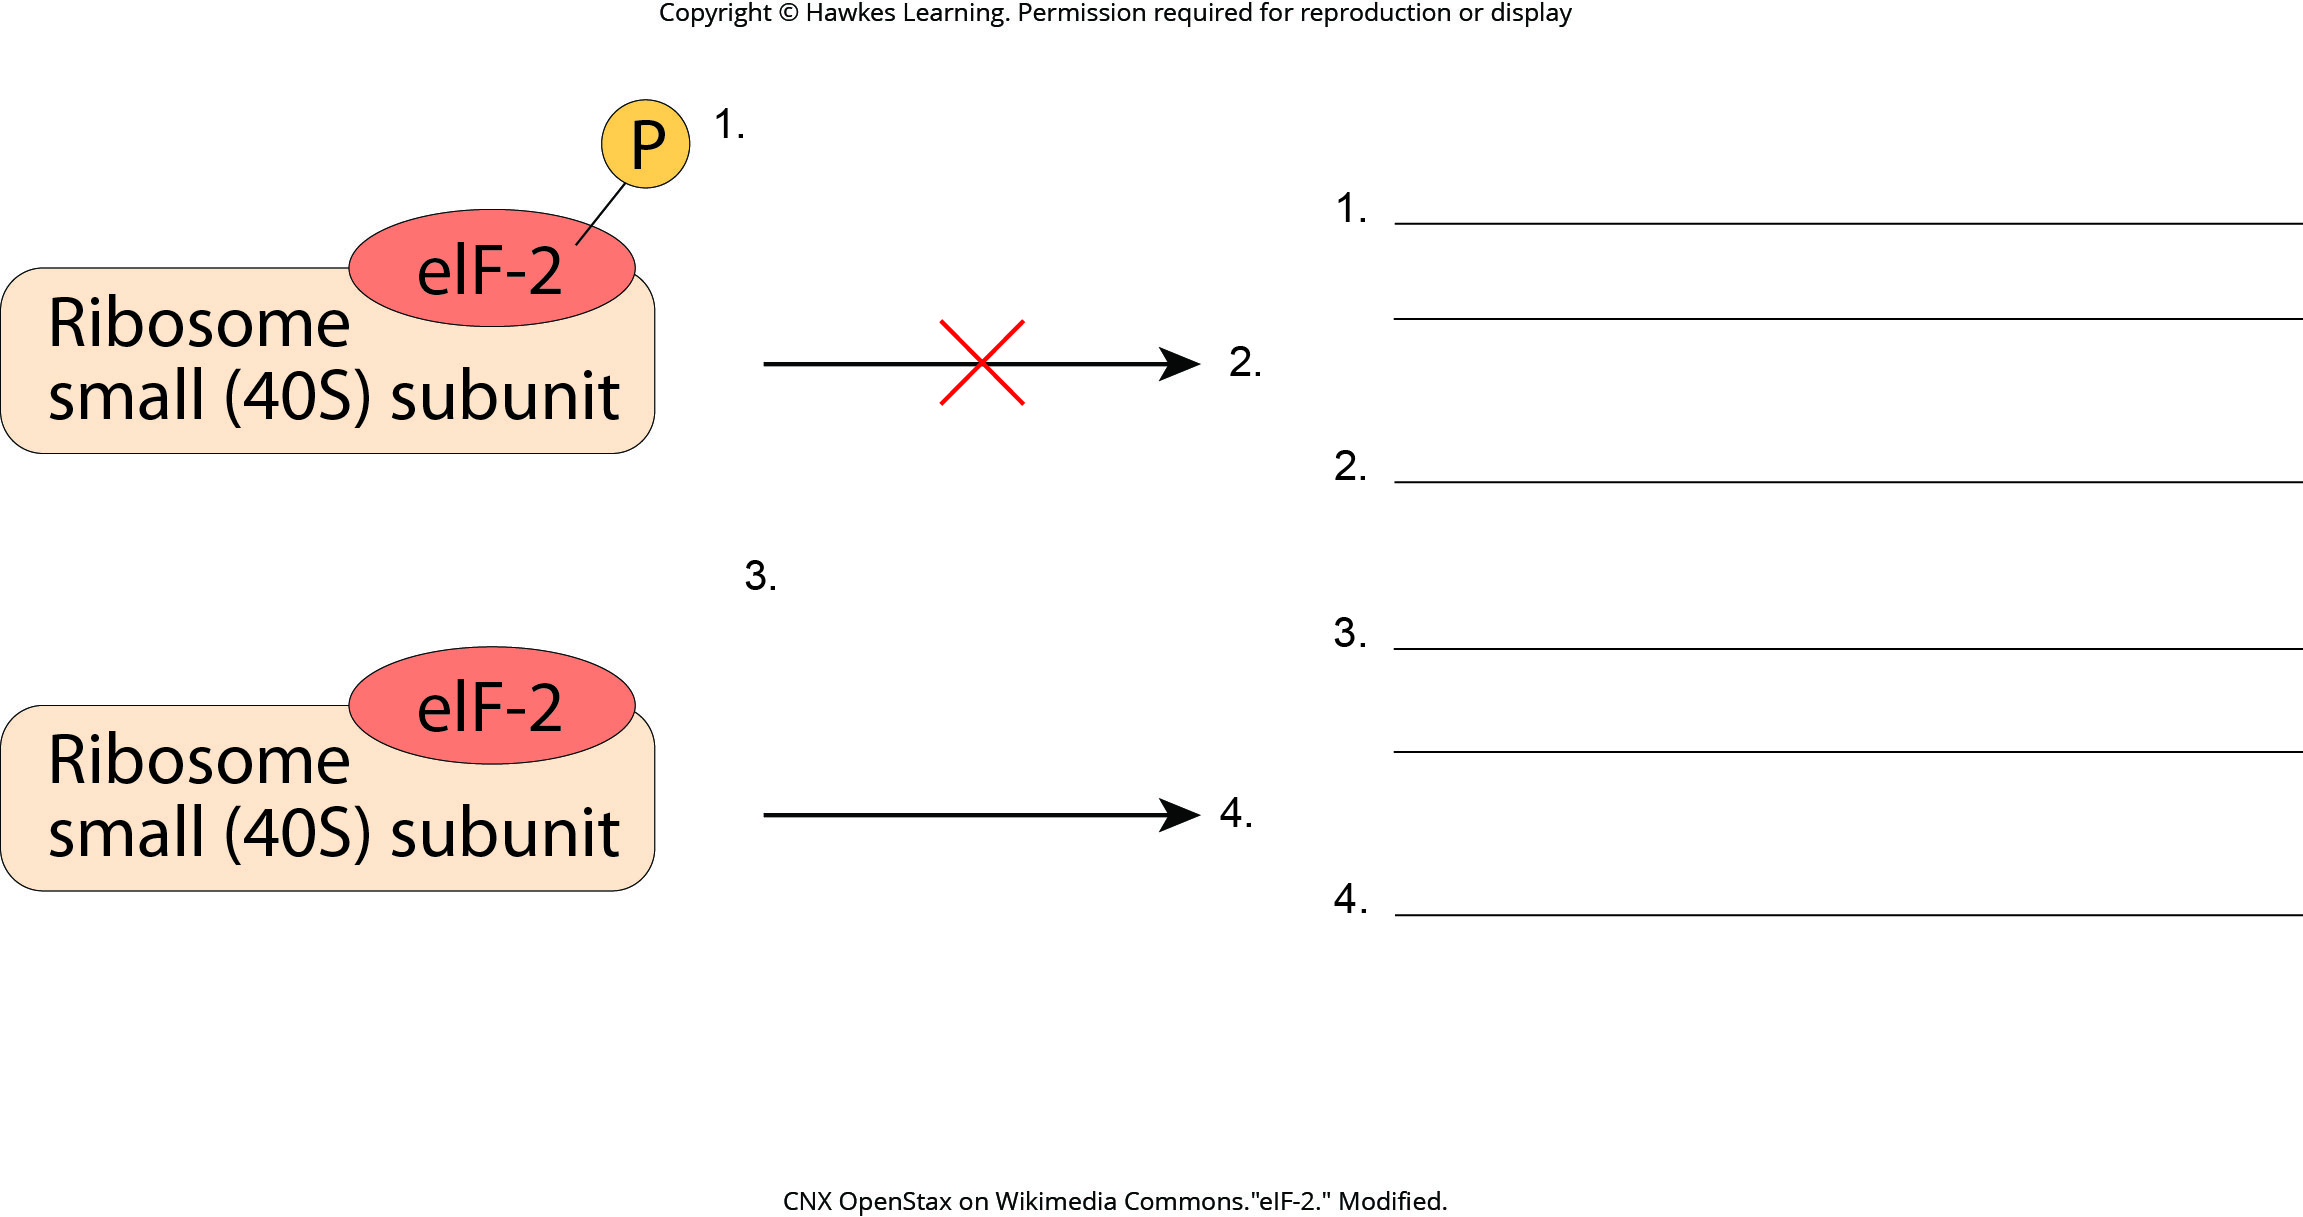 Copyright © Hawkes Learning. Permission required for reproduction or display
P
1.
eIF-2
Ribosome
small (40S) subunit
2.
3.
eIF-2
Ribosome
small (40S) subunit
4.
1.
2.
3.
4.
CNX OpenStax on Wikimedia Commons."eIF-2." Modified.